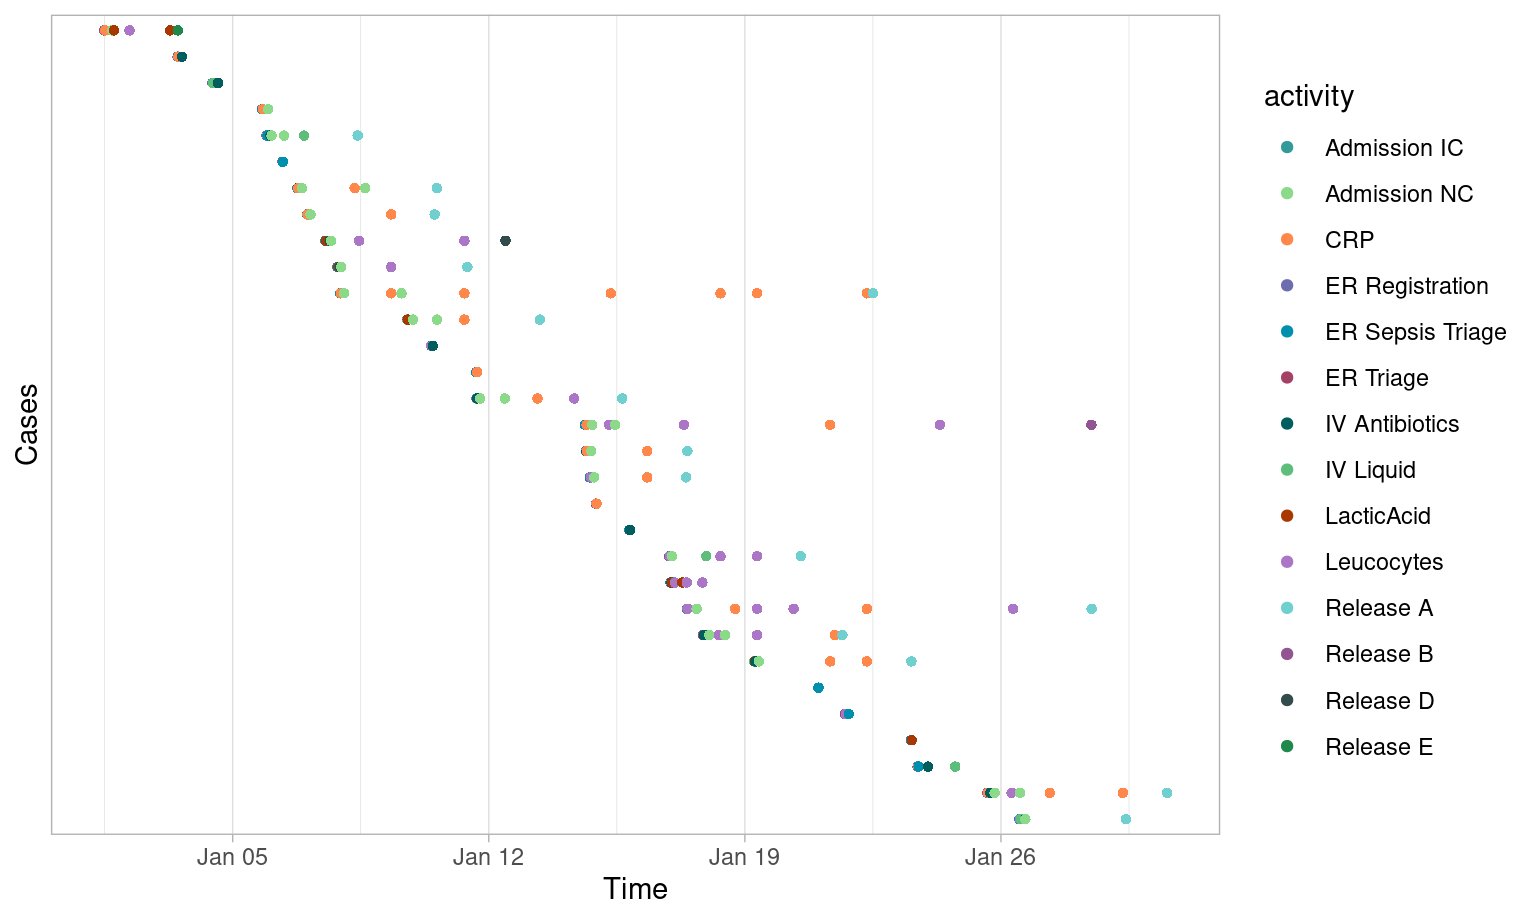 activity
Admission IC
Admission NC
CRP
ER Registration
ER Sepsis Triage
ER Triage
IV Antibiotics
IV Liquid
LacticAcid
Leucocytes
Release A
Release B
Release D
Release E
Cases
Jan 05
Jan 12
Jan 19
Jan 26
Time